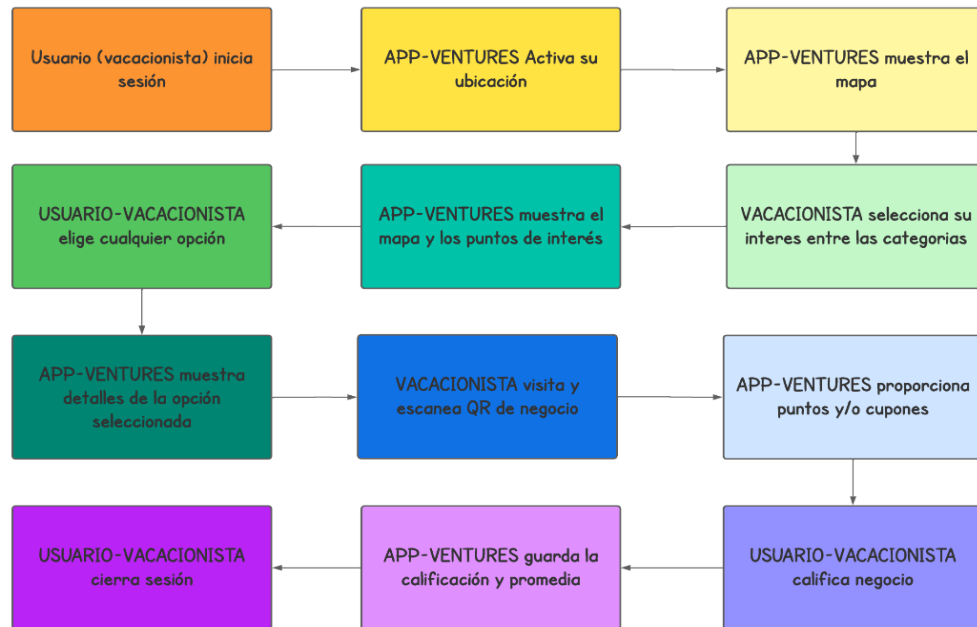 Usuario (vacacionista) inicia
sesión
APP-VENTURES Activa su
ubicación
APP-VENTURES muestra el
mapa
VACACIONISTA selecciona su
interes entre las categorias
APP-VENTURES muestra el
mapa y los puntos de interés
USUARIO-VACACIONISTA
elige cualquier opción
APP-VENTURES muestra
detalles de la opción
seleccionada
VACACIONISTA visita y
escanea QR de negocio
APP-VENTURES proporciona
puntos y/o cupones
USUARIO-VACACIONISTA
califica negocio
APP-VENTURES guarda la
calificación y promedia
USUARIO-VACACIONISTA
cierra sesión